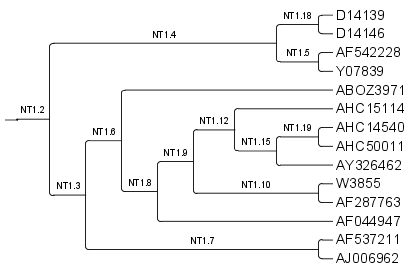 NT1.18
D14139
D14146
NT1.4
NT1.5
AF542228
Y07839
NT1.2
ABOZ3971
NT1.6
AHC15114
NT1.12
NT1.19
AHC14540
AHC50011
NT1.15
AY326462
NT1.9
NT1.3
NT1.8
NT1.10
W3855
AF287763
AF044947
NT1.7
AF537211
AJ006962